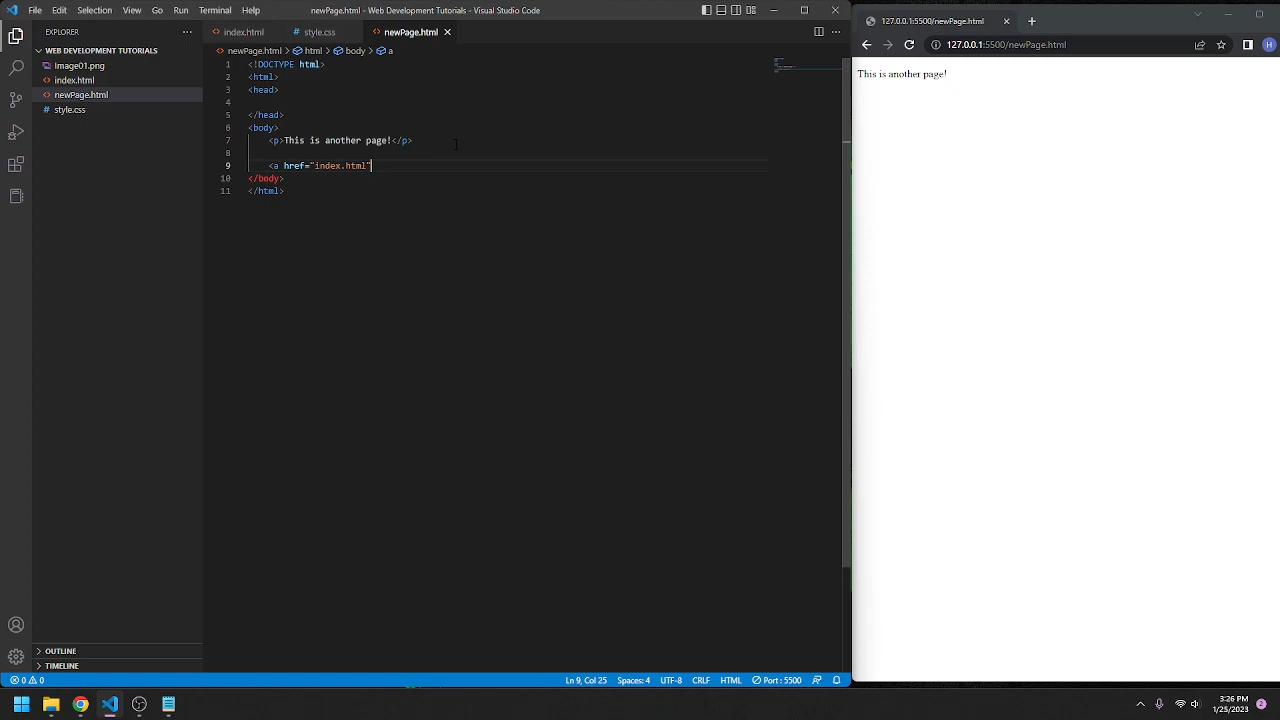 File Edit Selection View Go Run Terminal Help
newPage.html - Web Development Tutorials - Visual Studio Code
EXPLORER
WEB DEVELOPMENT TUTORIALS
Image01.png
index.html
newPage.html
style.css
OUTLINE
TIMELINE
index.html style.css newPage.html
newPage.html > html > body > a
1 <!DOCTYPE html>
2 <html>
3 <head>
4
5 </head>
6 <body>
7 <p>This is another page!</p>
8
9 <a href="index.html"
10 </body>
11 </html>
0 0
Ln 9, Col 25 Spaces: 4 UTF-8 CRLF HTML Port : 5500
127.0.0.1:5500/newPage.html
127.0.0.1:5500/newPage.html
H
This is another page!
3:26 PM
1/23/2023
2